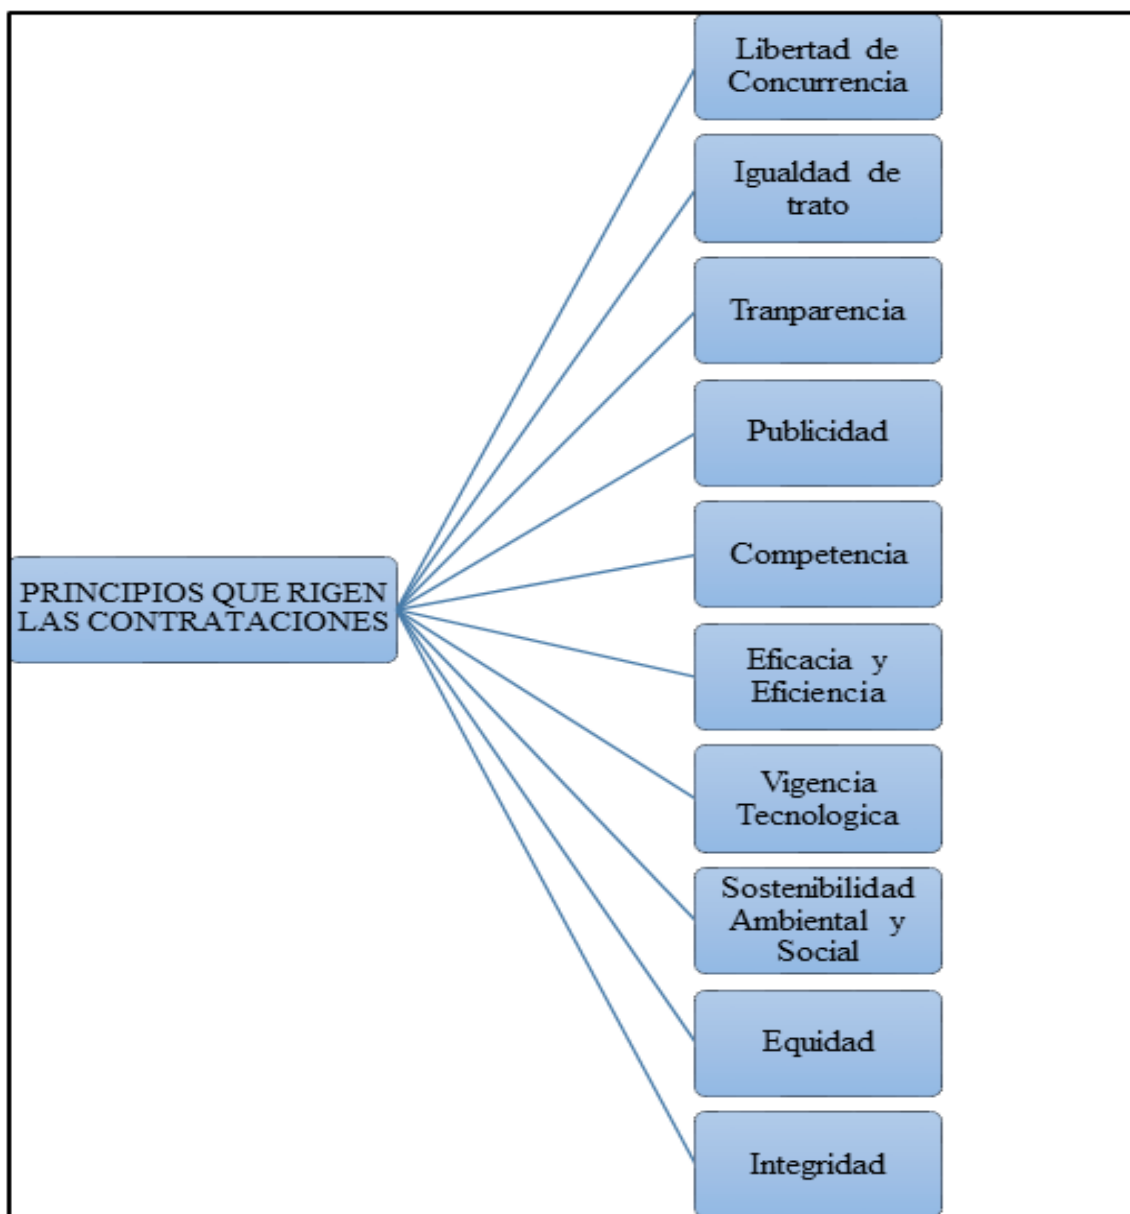 Libertad de
Concurrencia
Igualdad de
trato
Tranparencia
Publicidad
Competencia
PRINCIPIOS QUE RIGEN
LAS CONTRATACIONES
Eficacia y
Eficiencia
Vigencia
Tecnologica
Sostenibilidad
Ambiental y
Social
Equidad
Integridad